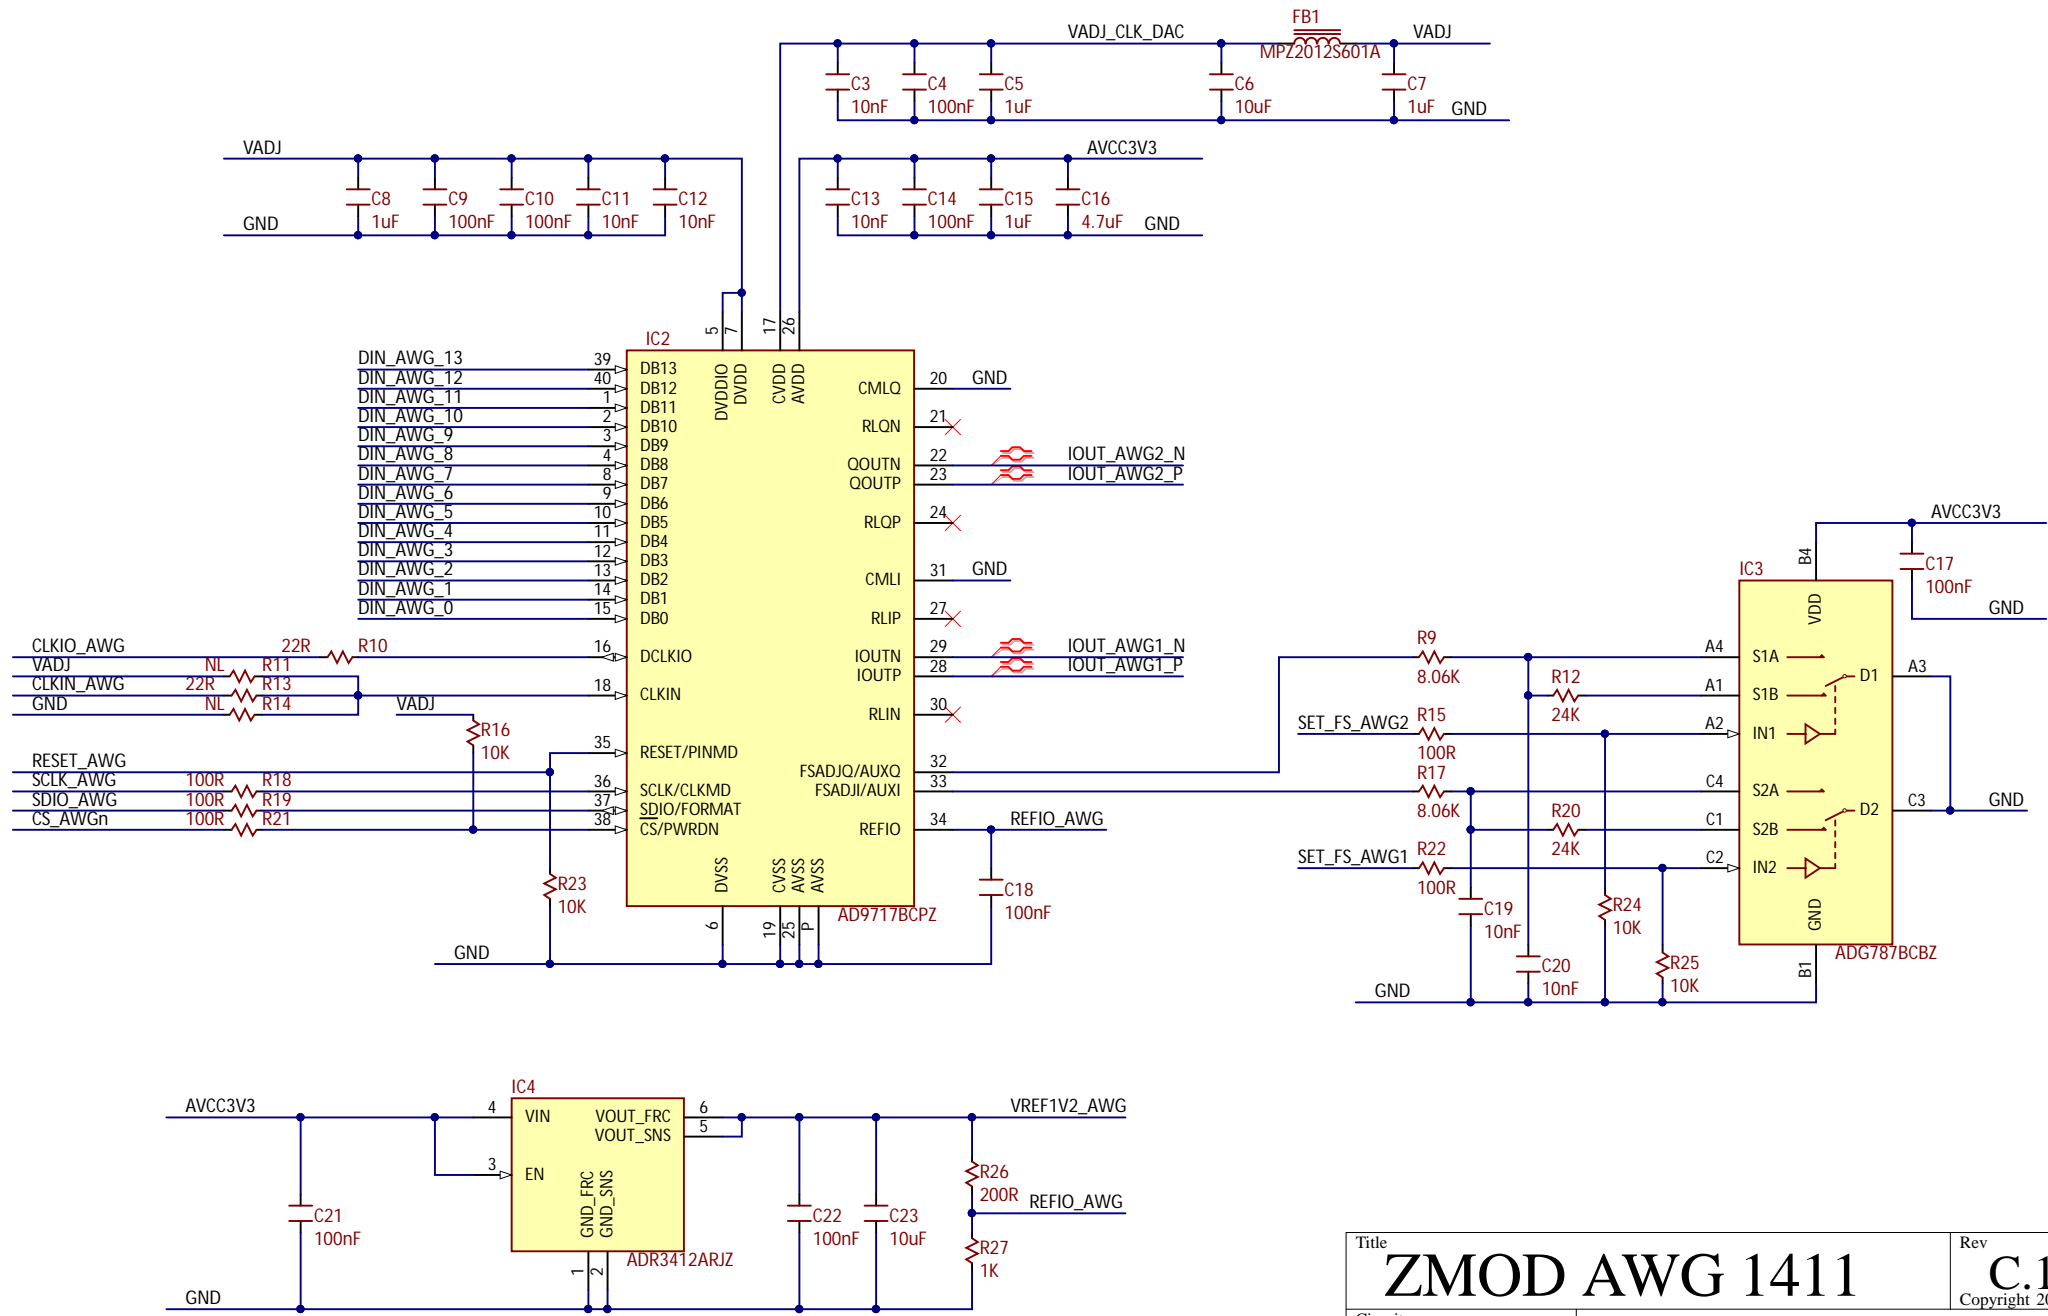 FB1
VADJ_CLK_DAC
VADJ
MPZ2012S601A
C3
10nF
C4
100nF
C5
1uF
C6
10uF
C7
1uF
GND
VADJ
C8
1uF
C9
100nF
C10
100nF
C11
10nF
C12
10nF
GND
AVCC3V3
C13
10nF
C14
100nF
C15
1uF
C16
4.7uF
GND
IC2
5
7
17
26
DVDDIO
DVDD
CVDD
AVDD
DIN_AWG_13 39 DB13
DIN_AWG_12 40 DB12
DIN_AWG_11 1 DB11
DIN_AWG_10 2 DB10
DIN_AWG_9 3 DB9
DIN_AWG_8 4 DB8
DIN_AWG_7 8 DB7
DIN_AWG_6 9 DB6
DIN_AWG_5 10 DB5
DIN_AWG_4 11 DB4
DIN_AWG_3 12 DB3
DIN_AWG_2 13 DB2
DIN_AWG_1 14 DB1
DIN_AWG_0 15 DB0
CLKIO_AWG 22R R10 16 DCLKIO
VADJ NL R11
CLKIN_AWG 22R R13 18 CLKIN
GND NL R14
VADJ
R16
10K
RESET_AWG 35 RESET/PINMD
SCLK_AWG 100R R18 36 SCLK/CLKMD
SDIO_AWG 100R R19 37 SDIO/FORMAT
CS_AWGn 100R R21 38 CS/PWRDN
R23
10K
CMLQ 20 GND
RLQN 21
QOUTN 22 IOUT_AWG2_N
QOUTP 23 IOUT_AWG2_P
RLQP 24
CMLI 31 GND
RLIP 27
IOUTN 29 IOUT_AWG1_N
IOUTP 28 IOUT_AWG1_P
RLIN 30
FSADJQ/AUXQ 32
FSADJI/AUXI 33
REFIO 34 REFIO_AWG
DVSS
CVSS
AVSS
AVSS
6
19
25
P
AD9717BCPZ
C18
100nF
GND
AVCC3V3
C17
100nF
GND
IC3
B4
VDD
R9
8.06K
A4 S1A
R12
24K
A1 S1B
D1 A3
SET_FS_AWG2 R15
100R
A2 IN1
R17
8.06K
C4 S2A
R20
24K
C1 S2B
D2 C3 GND
SET_FS_AWG1 R22
100R
C2 IN2
C19
10nF
R24
10K
C20
10nF
R25
10K
GND
B1
ADG787BCBZ
GND
IC4
AVCC3V3
4 VIN
3 EN
VOUT_FRC 6
VOUT_SNS 5
GND_FRC
GND_SNS
1
2
ADR3412ARJZ
VREF1V2_AWG
C21
100nF
C22
100nF
C23
10uF
R26
200R
REFIO_AWG
R27
1K
GND
Title
ZMOD AWG 1411
Rev
C.1
Copyright